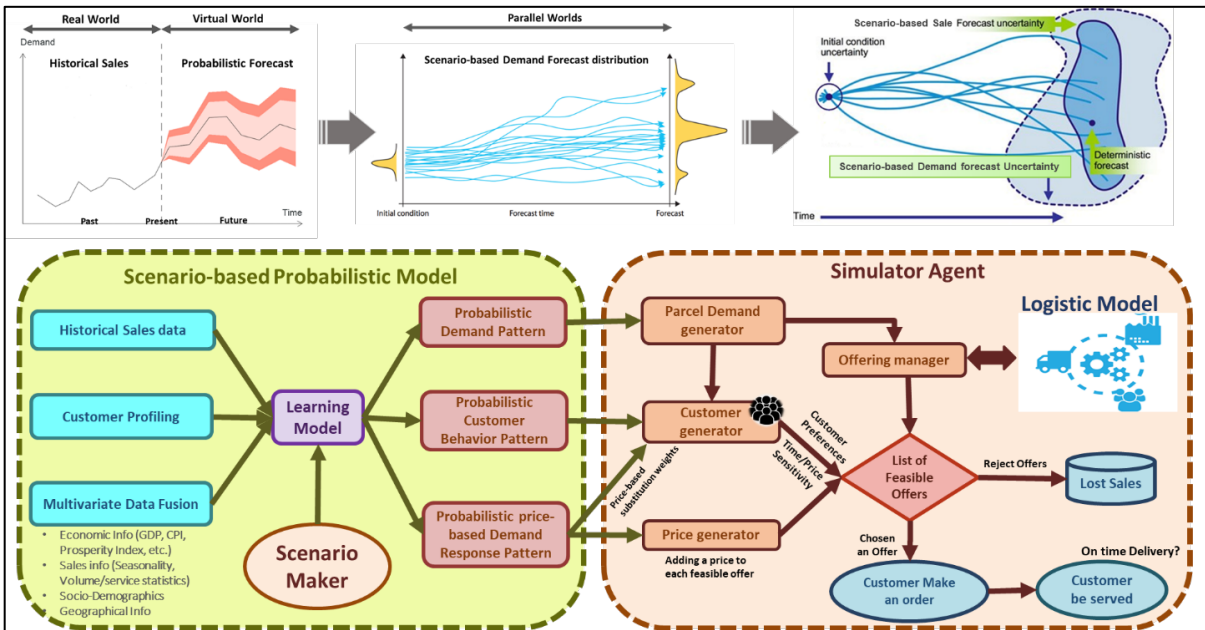 Real World
Virtual World
Demand
Historical Sales
Probabilistic Forecast
Past
Present
Future
Time
Parallel Worlds
Scenario-based Demand Forecast distribution
Initial condition
Forecast time
Forecast
Scenario-based Sale Forecast uncertainty
Initial condition
uncertainty
Deterministic
forecast
Scenario-based Demand forecast Uncertainty
Time
Scenario-based Probabilistic Model
Historical Sales data
Customer Profiling
Multivariate Data Fusion
• Economic Info (GDP, CPI,
Prosperity Index, etc.)
• Sales info (Seasonality,
Volume/service statistics)
• Socio-Demographics
• Geographical Info
Learning
Model
Scenario
Maker
Probabilistic
Demand Pattern
Probabilistic
Customer
Behavior Pattern
Probabilistic price-
based Demand
Response Pattern
Simulator Agent
Parcel Demand
generator
Customer
generator
Price-based
substitution weights
Price generator
Adding a price to
each feasible offer
Customer
Preferences
Time/Price
Sensitivity
Offering manager
Logistic Model
List of
Feasible
Offers
Reject Offers
Lost Sales
Chosen
an Offer
Customer Make
an order
On time Delivery?
Customer
be served